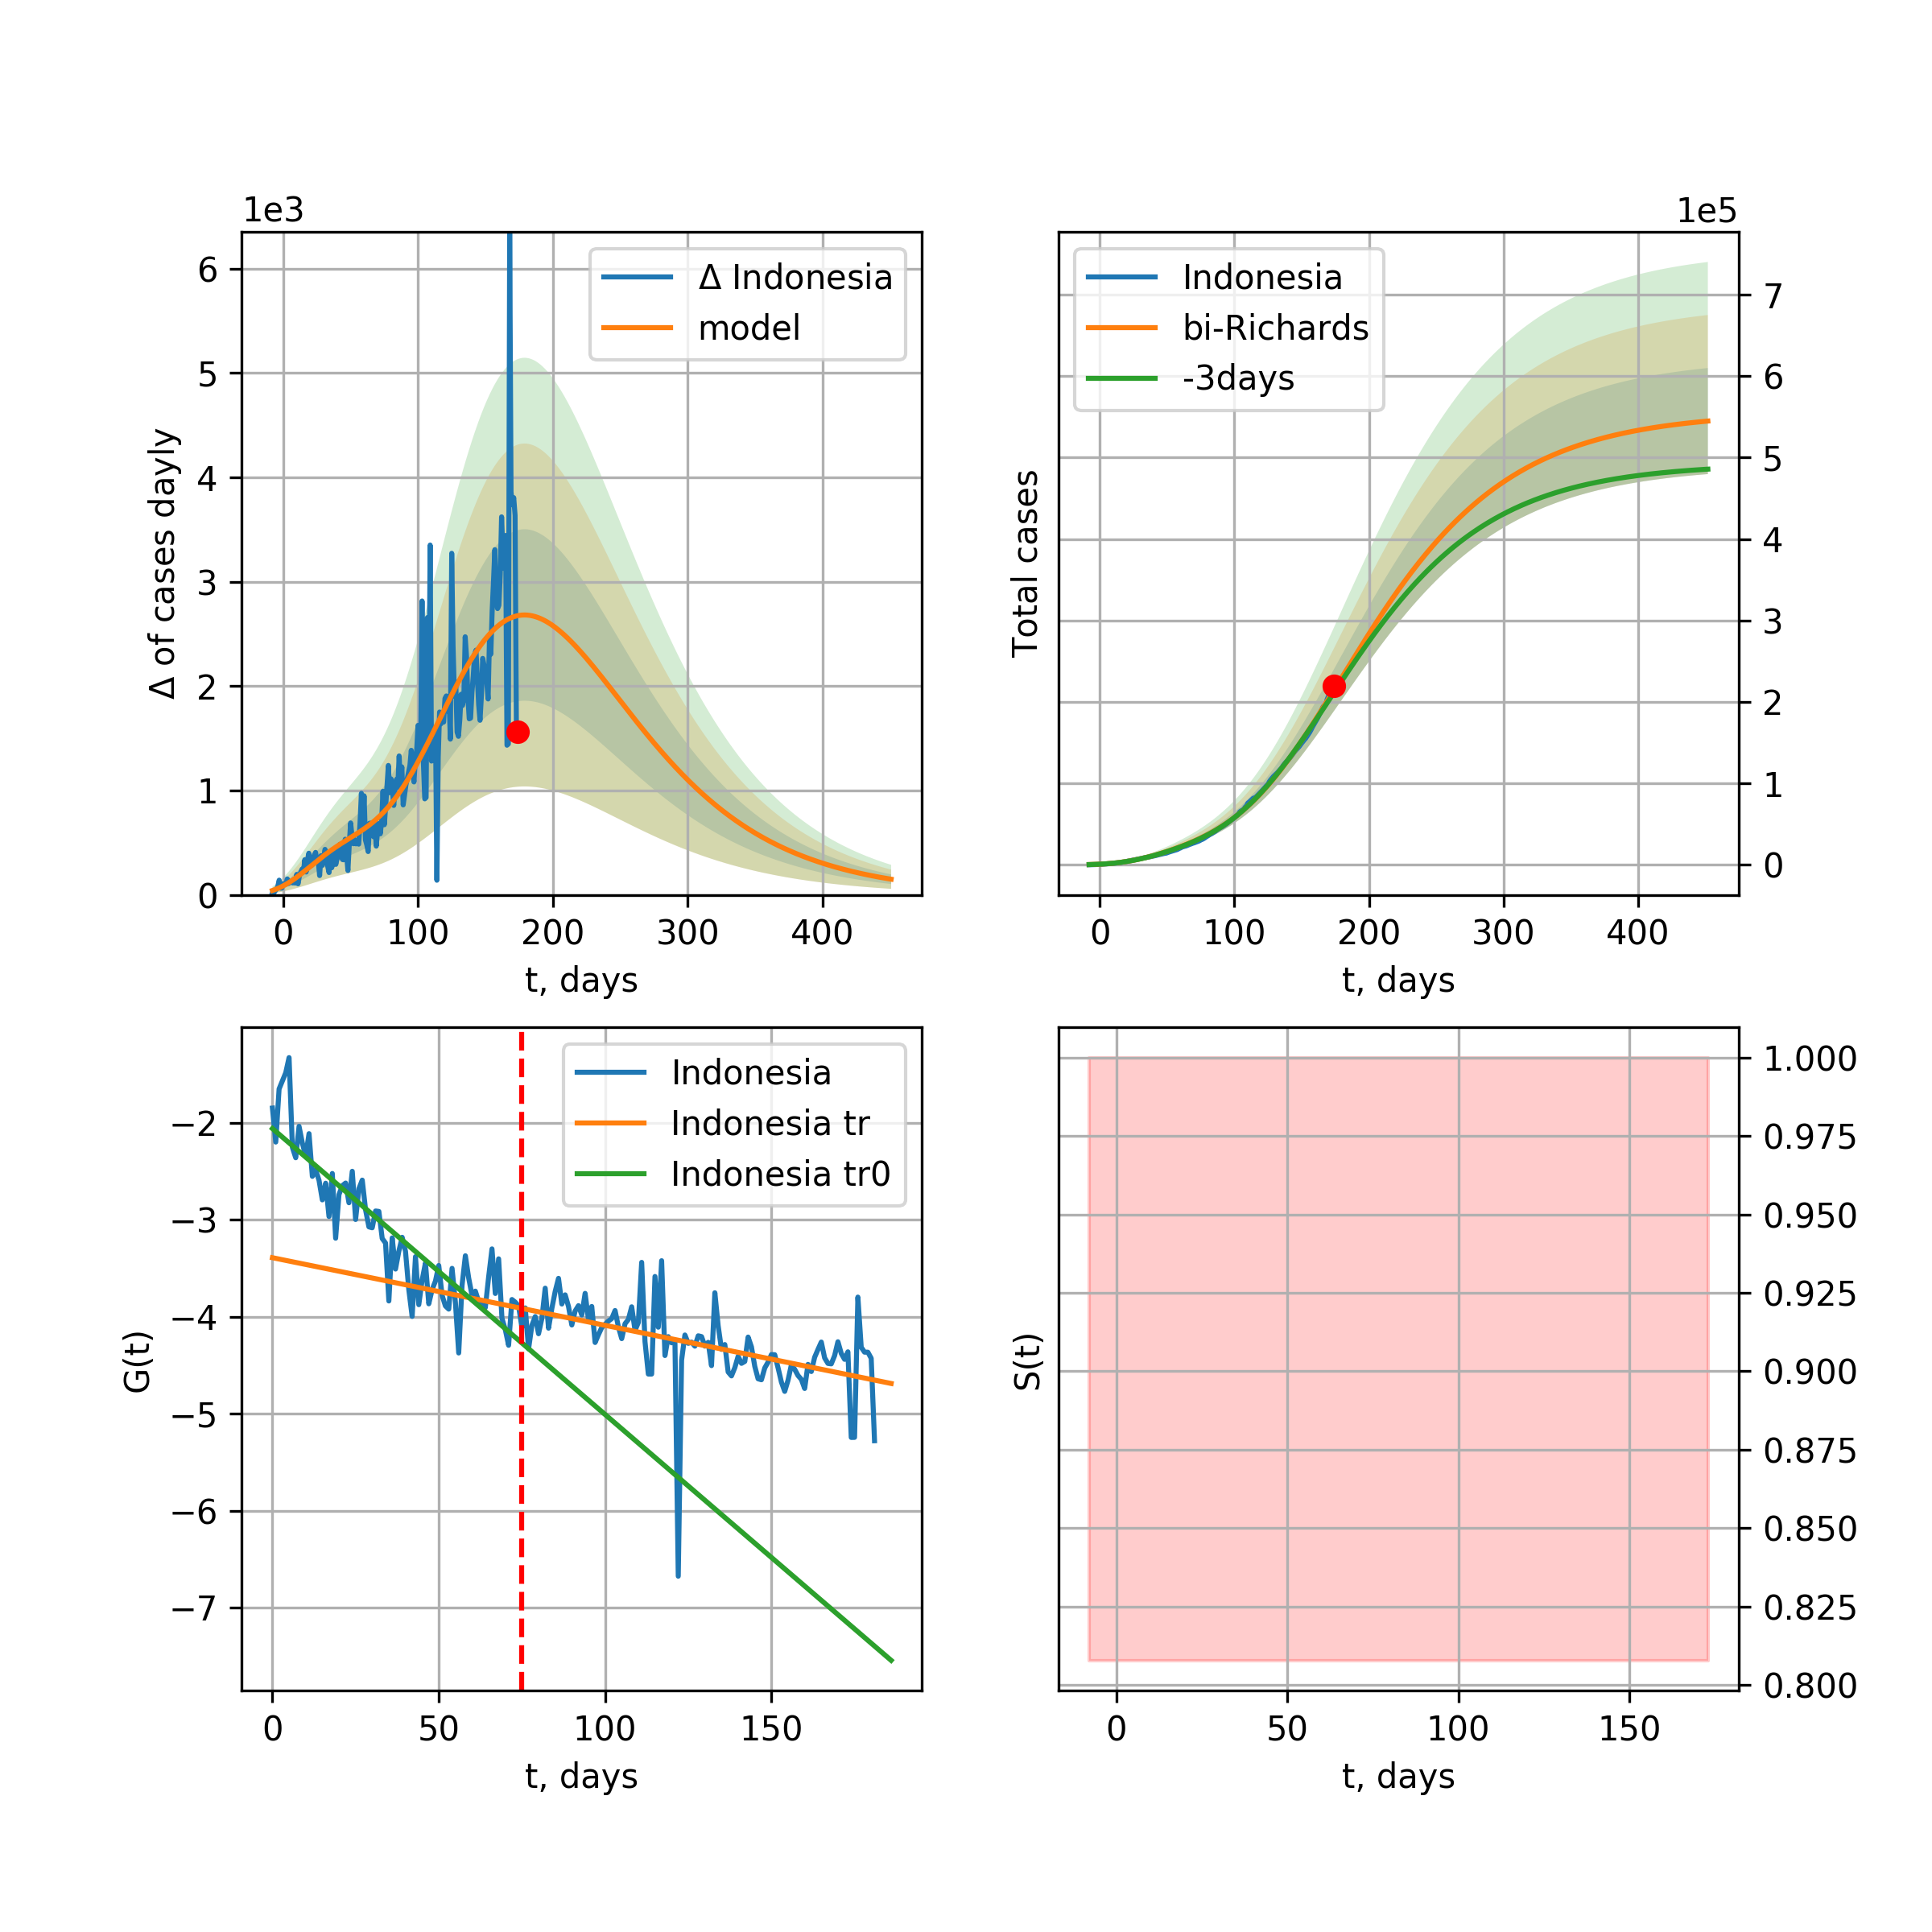 1e3
Δ of cases dayly
6
5
4
3
2
1
0
Δ Indonesia
model
0 100 200 300 400
t, days
1e5
Total cases
Indonesia
bi-Richards
-3days
7
6
5
4
3
2
1
0
0 100 200 300 400
t, days
G(t)
−2
−3
−4
−5
−6
−7
Indonesia
Indonesia tr
Indonesia tr0
0 50 100 150
t, days
S(t)
1.000
0.975
0.950
0.925
0.900
0.875
0.850
0.825
0.800
0 50 100 150
t, days